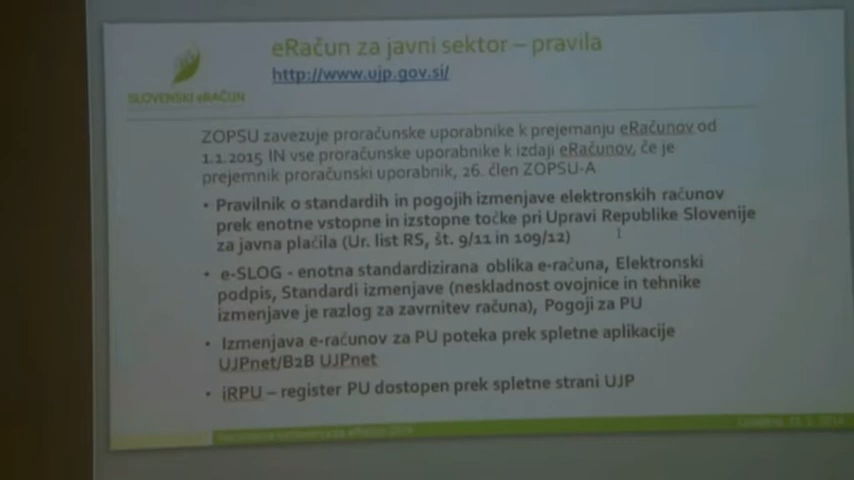 eRačun za javni sektor – pravila
http://www.ujp.gov.si/
SLOVENSKI eRAČUN
ZOPSU zavezuje proračunske uporabnike k prejemanju eRačunov od
1.1.2015 IN vse proračunske uporabnike k izdaji eRačunov, če je
prejemnik proračunski uporabnik, 26. člen ZOPSU-A
• Pravilnik o standardih in pogojih izmenjave elektronskih računov
prek enotne vstopne in izstopne točke pri Upravi Republike Slovenije
za javna plačila (Ur. list RS, št. 9/11 in 109/12)
• e-SLOG - enotna standardizirana oblika e-računa, Elektronski
podpis, Standardi izmenjave (neskladnost ovojnice in tehnike
izmenjave je razlog za zavrnitev računa), Pogoji za PU
• Izmenjava e-računov za PU poteka prek spletne aplikacije
UJPnet/B2B UJPnet
• iRPU – register PU dostopen prek spletne strani UJP